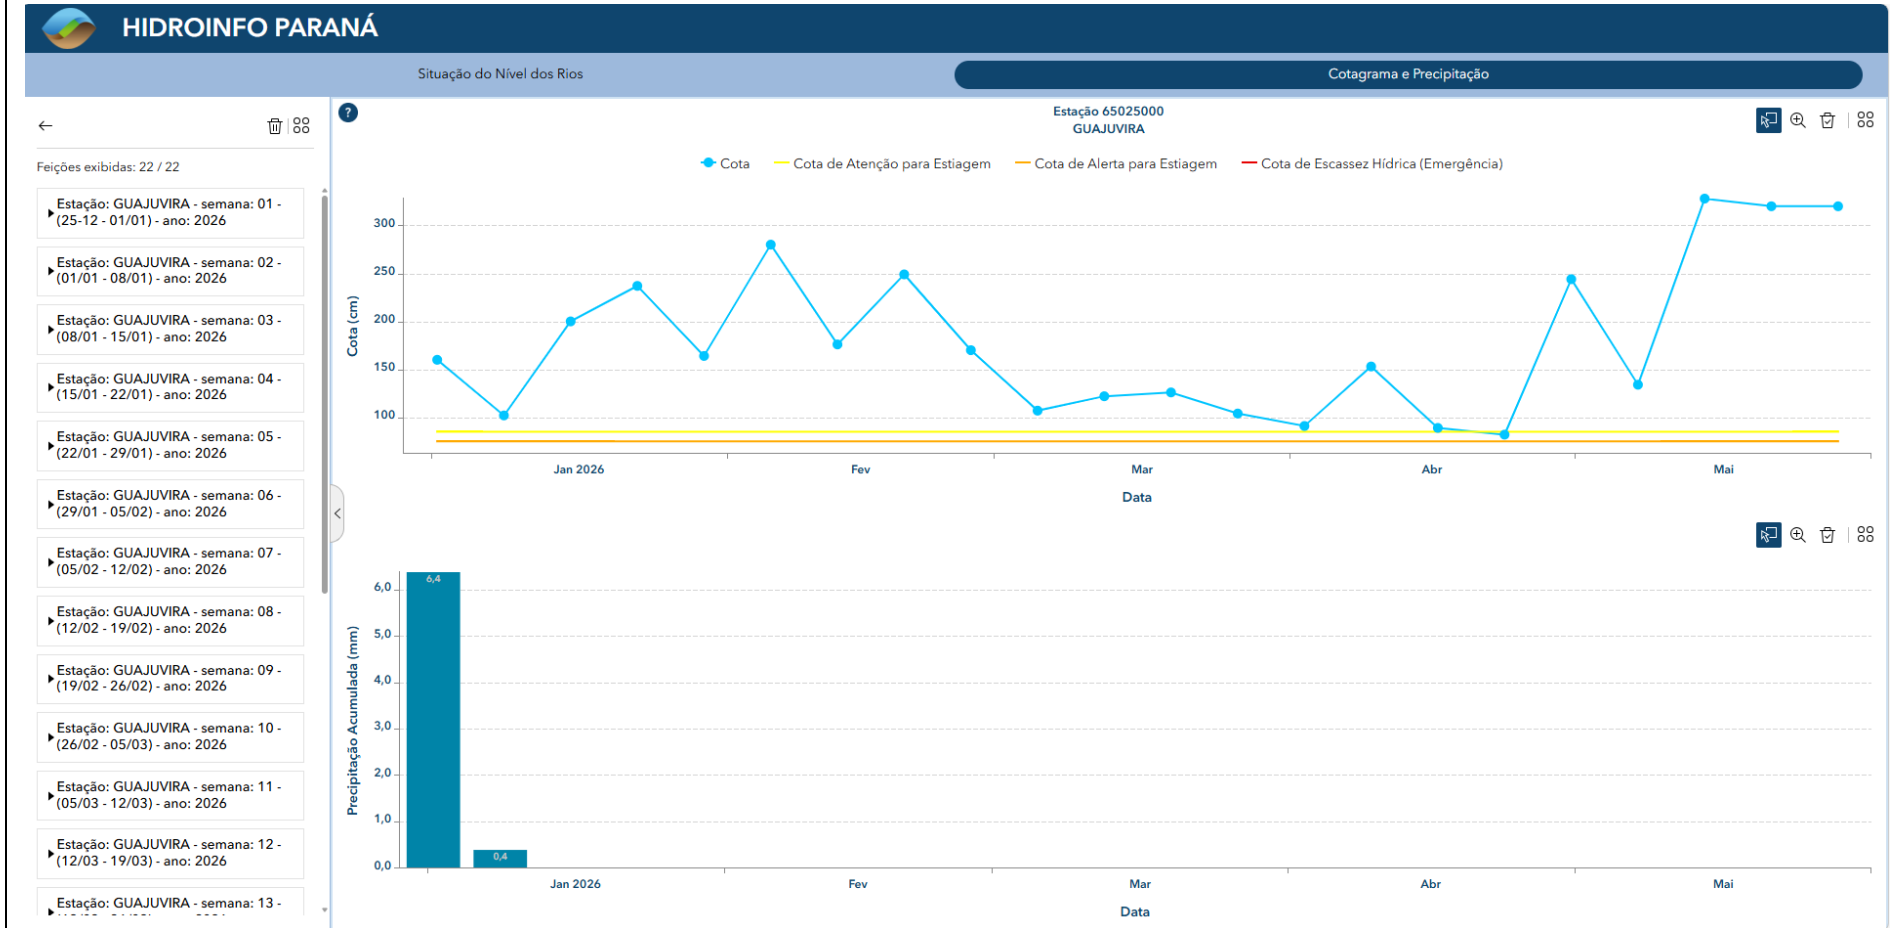 HIDROINFO PARANÁ
Situação do Nível dos Rios
Cotagrama e Precipitação
Feições exibidas: 22 / 22
Estação: GUAJUVIRA - semana: 01 -
(25-12 - 01/01) - ano: 2026
Estação: GUAJUVIRA - semana: 02 -
(01/01 - 08/01) - ano: 2026
Estação: GUAJUVIRA - semana: 03 -
(08/01 - 15/01) - ano: 2026
Estação: GUAJUVIRA - semana: 04 -
(15/01 - 22/01) - ano: 2026
Estação: GUAJUVIRA - semana: 05 -
(22/01 - 29/01) - ano: 2026
Estação: GUAJUVIRA - semana: 06 -
(29/01 - 05/02) - ano: 2026
Estação: GUAJUVIRA - semana: 07 -
(05/02 - 12/02) - ano: 2026
Estação: GUAJUVIRA - semana: 08 -
(12/02 - 19/02) - ano: 2026
Estação: GUAJUVIRA - semana: 09 -
(19/02 - 26/02) - ano: 2026
Estação: GUAJUVIRA - semana: 10 -
(26/02 - 05/03) - ano: 2026
Estação: GUAJUVIRA - semana: 11 -
(05/03 - 12/03) - ano: 2026
Estação: GUAJUVIRA - semana: 12 -
(12/03 - 19/03) - ano: 2026
Estação: GUAJUVIRA - semana: 13 -
?
Estação 65025000
GUAJUVIRA
Cota
Cota de Atenção para Estiagem
Cota de Alerta para Estiagem
Cota de Escassez Hídrica (Emergência)
Cota (cm)
300
250
200
150
100
Jan 2026
Fev
Mar
Abr
Mai
Data
Precipitação Acumulada (mm)
6,0
5,0
4,0
3,0
2,0
1,0
0,0
6,4
0,4
Jan 2026
Fev
Mar
Abr
Mai
Data